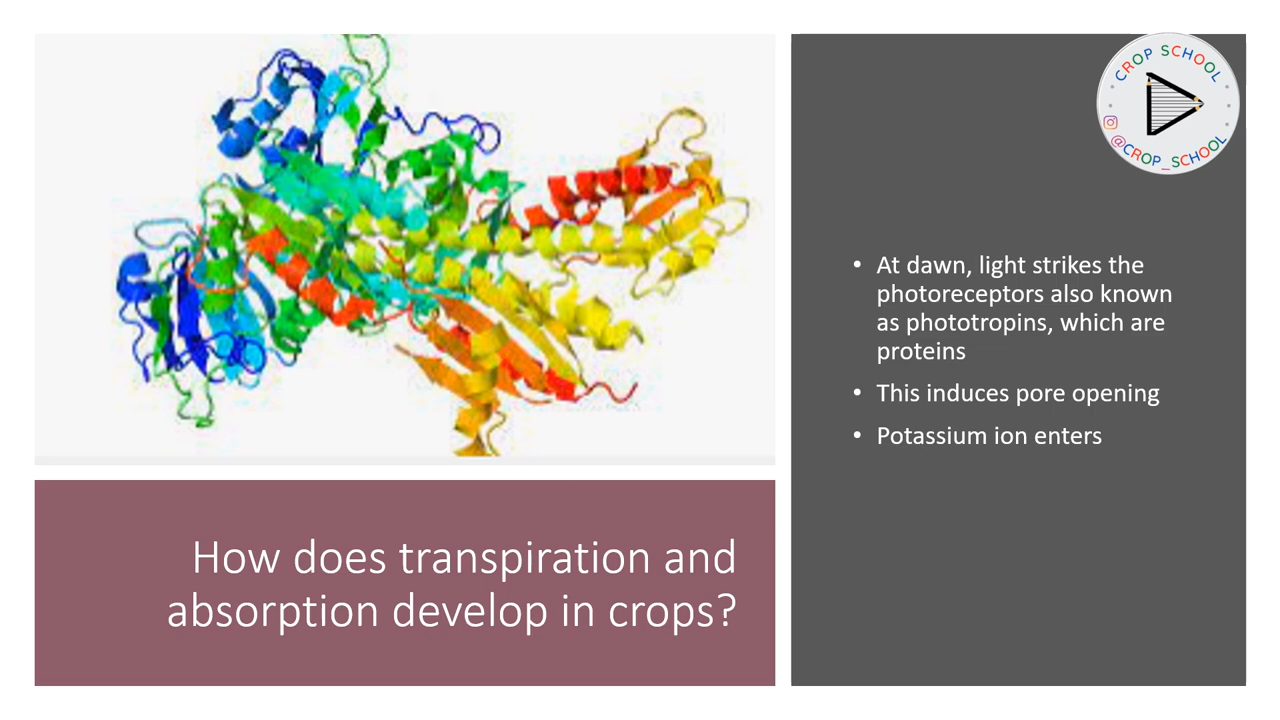 CROP SCHOOL
@CROP_SCHOOL
• At dawn, light strikes the
photoreceptors also known
as phototropins, which are
proteins
• This induces pore opening
• Potassium ion enters
How does transpiration and
absorption develop in crops?